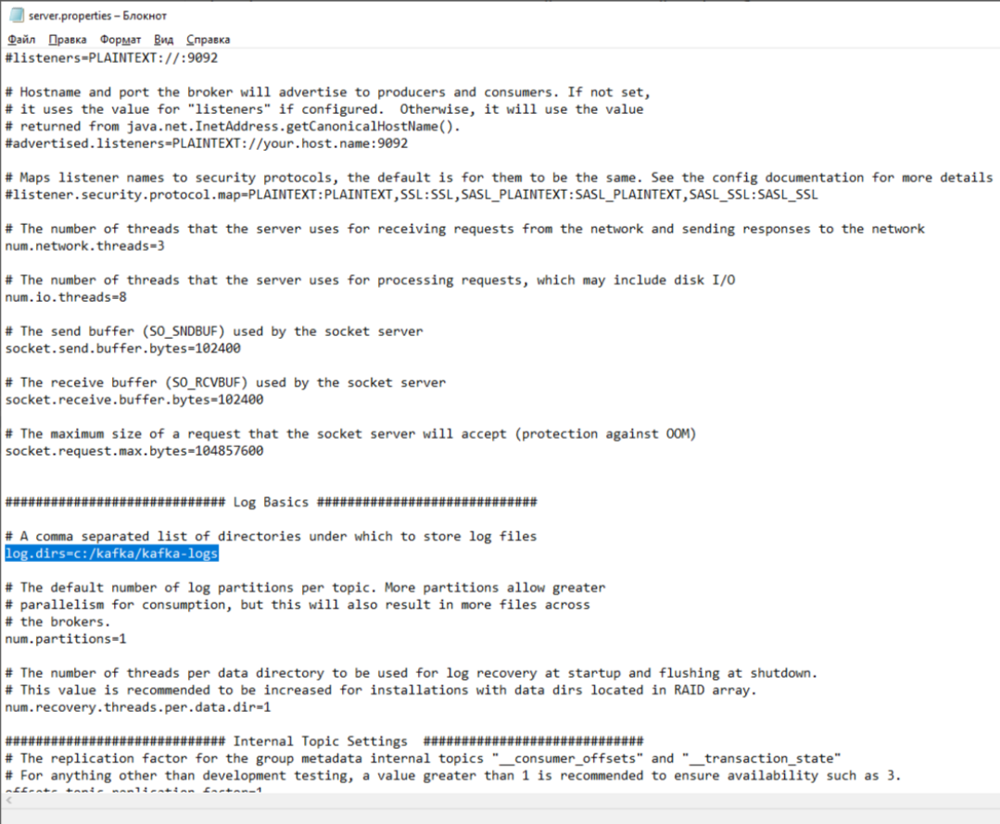 server.properties – Блокнот
Файл Правка Формат Вид Справка
#listeners=PLAINTEXT://:9092
# Hostname and port the broker will advertise to producers and consumers. If not set,
# it uses the value for "listeners" if configured.  Otherwise, it will use the value
# returned from java.net.InetAddress.getCanonicalHostName().
#advertised.listeners=PLAINTEXT://your.host.name:9092
# Maps listener names to security protocols, the default is for them to be the same. See the config documentation for more details
#listener.security.protocol.map=PLAINTEXT:PLAINTEXT,SSL:SSL,SASL_PLAINTEXT:SASL_PLAINTEXT,SASL_SSL:SASL_SSL
# The number of threads that the server uses for receiving requests from the network and sending responses to the network
num.network.threads=3
# The number of threads that the server uses for processing requests, which may include disk I/O
num.io.threads=8
# The send buffer (SO_SNDBUF) used by the socket server
socket.send.buffer.bytes=102400
# The receive buffer (SO_RCVBUF) used by the socket server
socket.receive.buffer.bytes=102400
# The maximum size of a request that the socket server will accept (protection against OOM)
socket.request.max.bytes=104857600
############################# Log Basics #############################
# A comma separated list of directories under which to store log files
log.dirs=c:/kafka/kafka-logs
# The default number of log partitions per topic. More partitions allow greater
# parallelism for consumption, but this will also result in more files across
# the brokers.
num.partitions=1
# The number of threads per data directory to be used for log recovery at startup and flushing at shutdown.
# This value is recommended to be increased for installations with data dirs located in RAID array.
num.recovery.threads.per.data.dir=1
############################# Internal Topic Settings  #############################
# The replication factor for the group metadata internal topics "__consumer_offsets" and "__transaction_state"
# For anything other than development testing, a value greater than 1 is recommended to ensure availability such as 3.
offsets.topic.replication.factor=1